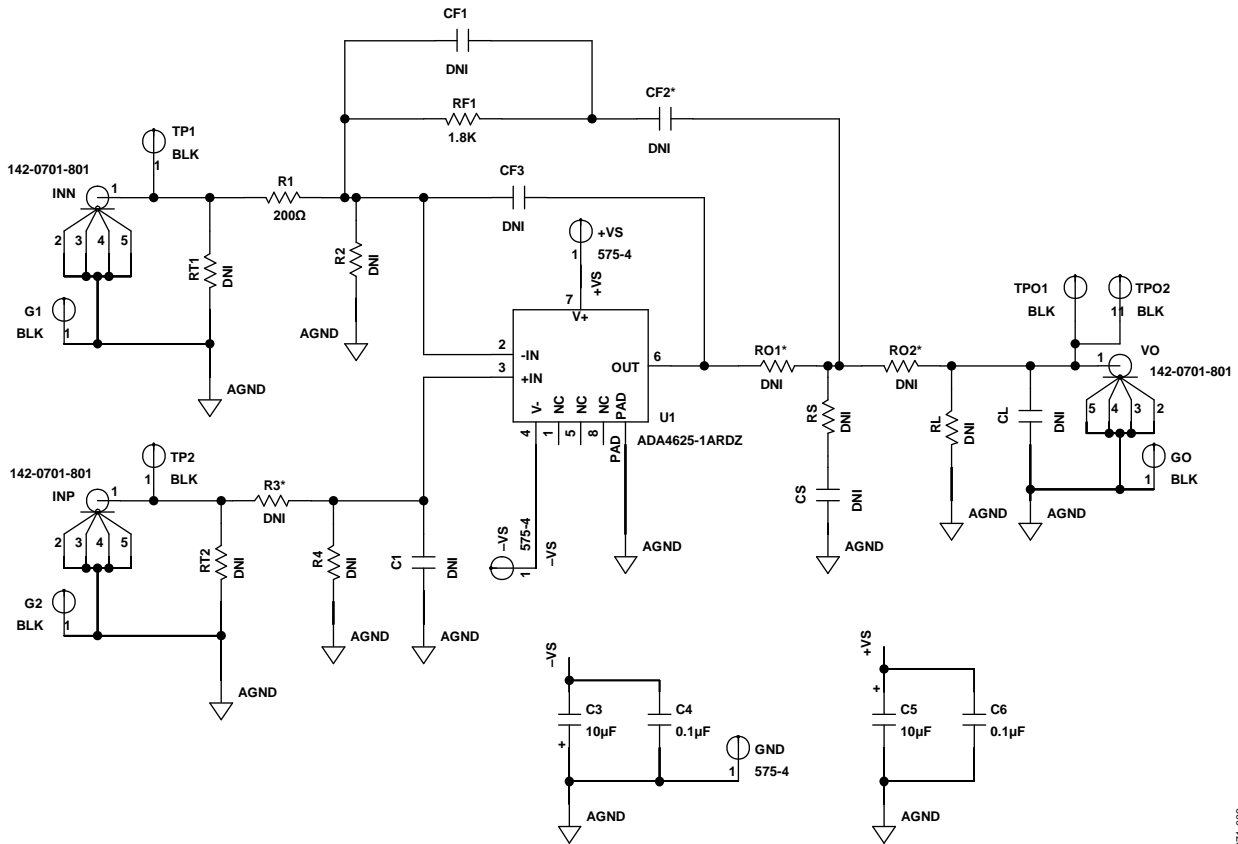 CF1
DNI
CF2*
RF1
1.8K
DNI
TP1
BLK
1
142-0701-801
INN
1
R1
200Ω
CF3
DNI
2 3 4 5
RT1
DNI
R2
DNI
+VS
575-4
1
+VS
G1
BLK
1
AGND
AGND
7
V+
2
-IN
3
+IN
OUT
6
V-
NC
NC
NC
PAD
4
1
5
8
PAD
U1
ADA4625-1ARDZ
RO1*
DNI
RO2*
DNI
RS
DNI
CS
DNI
AGND
RL
DNI
CL
DNI
AGND
AGND
TPO1
BLK
TPO2
11
BLK
VO
1
142-0701-801
5 4 3 2
GO
BLK
1
TP2
BLK
1
142-0701-801
INP
1
R3*
DNI
2 3 4 5
RT2
DNI
R4
DNI
C1
DNI
G2
BLK
1
AGND
AGND
AGND
–VS
575-4
–VS
1
AGND
–VS
C3
10µF
+
C4
0.1µF
GND
575-4
1
AGND
+VS
+
C5
10µF
C6
0.1µF
AGND